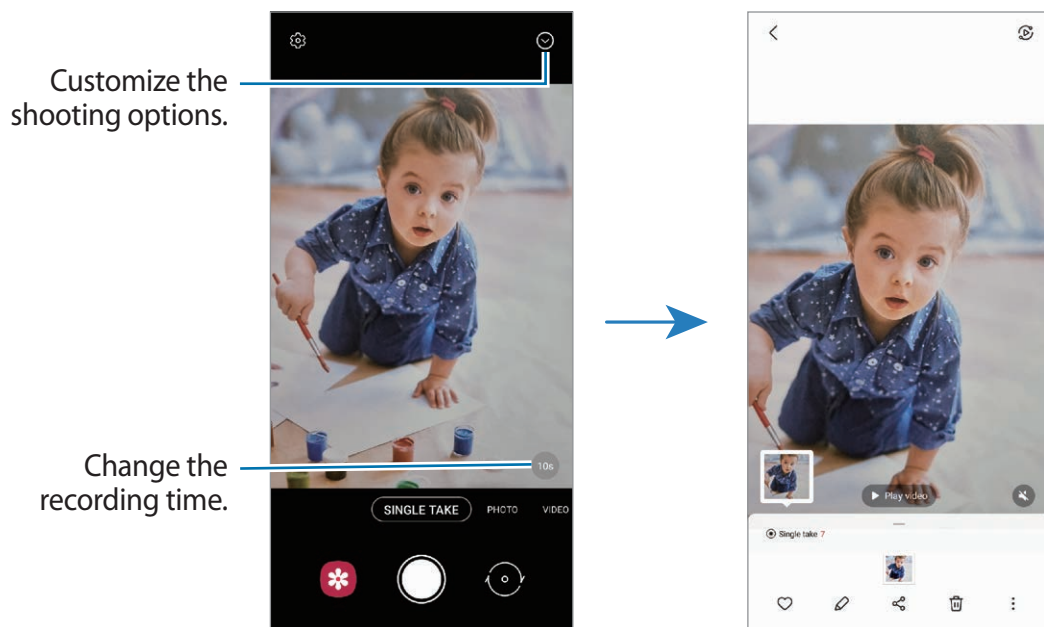 Customize the
shooting options.
Change the
recording time.
10s
SINGLE TAKE PHOTO VIDEO
Play video
Single take 7